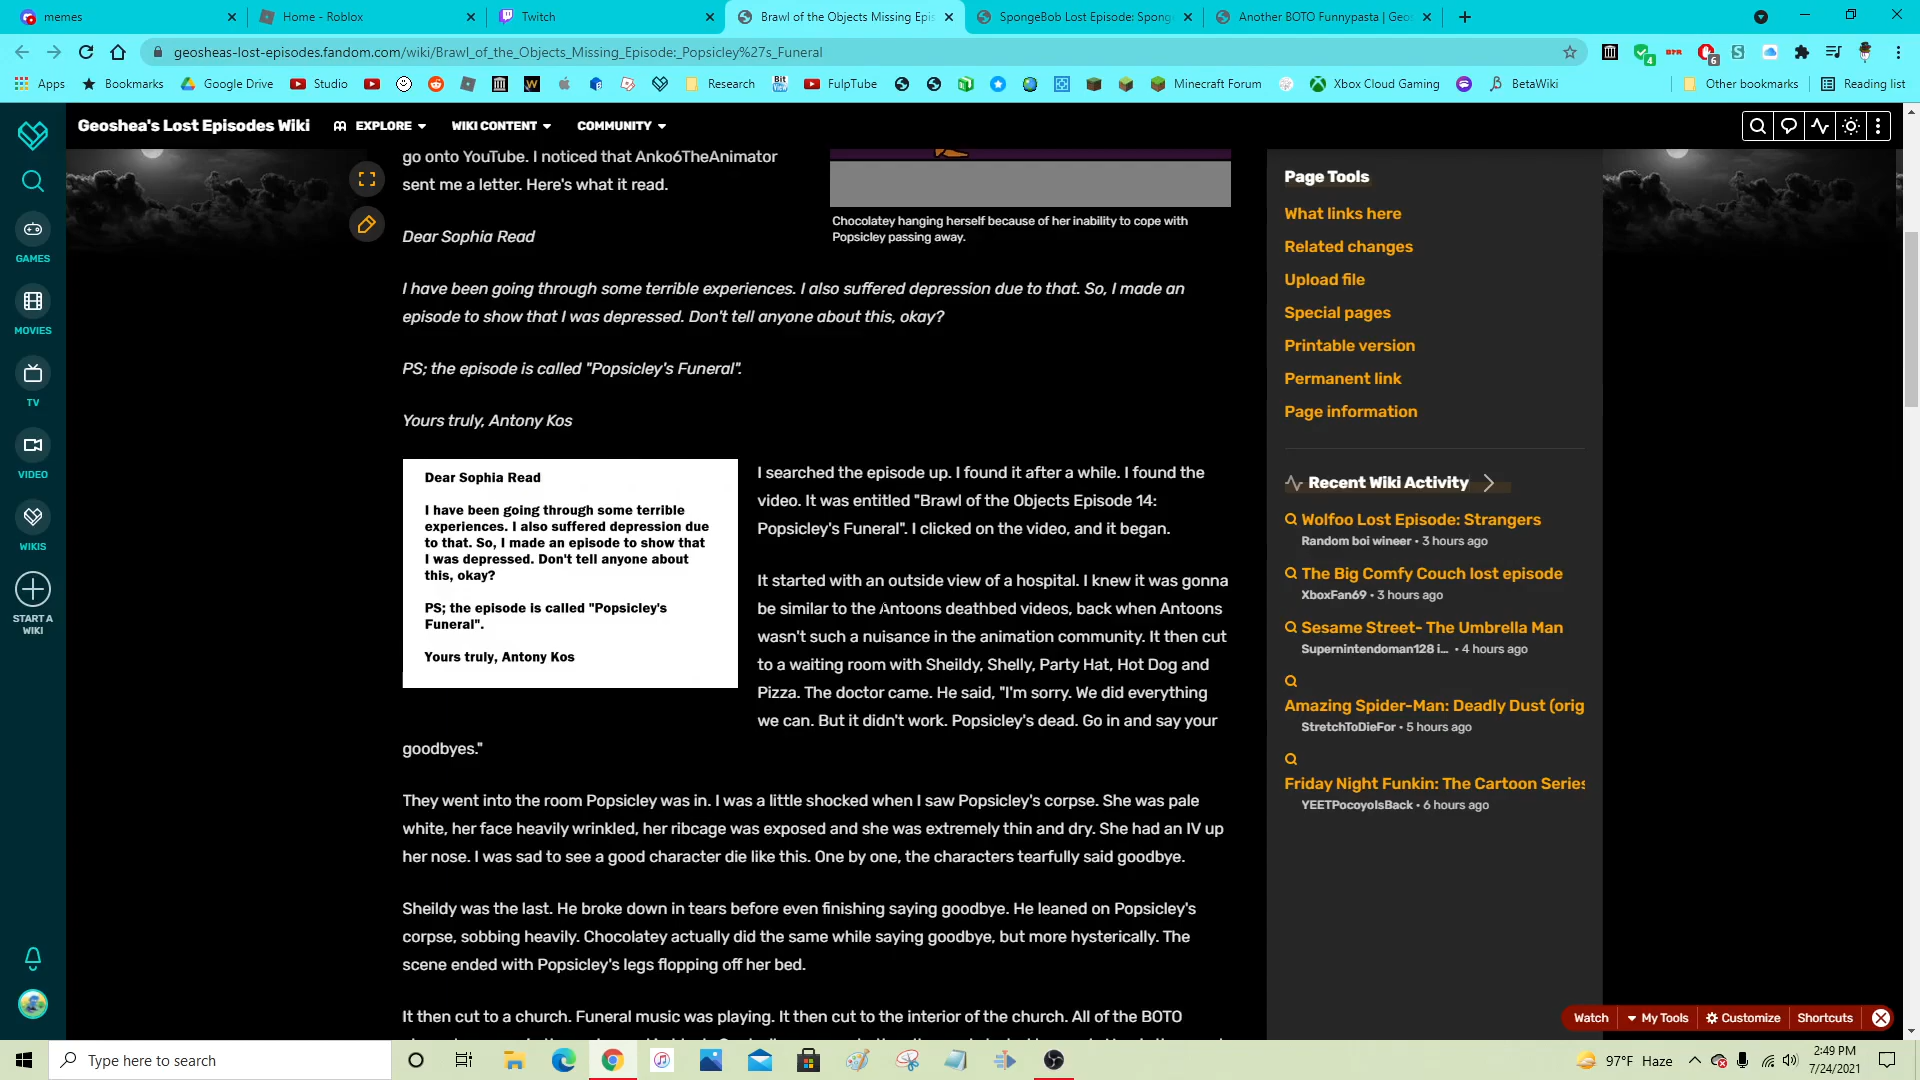 memes
Home - Roblox
Twitch
Brawl of the Objects Missing Epis
SpongeBob Lost Episode: Spong
Another BOTO Funnypasta | Geo
geosheas-lost-episodes.fandom.com/wiki/Brawl_of_the_Objects_Missing_Episode:_Popsicley%27s_Funeral
Apps Bookmarks Google Drive Studio Research FulpTube Minecraft Forum Xbox Cloud Gaming BetaWiki Other bookmarks Reading list
Geoshea's Lost Episodes Wiki EXPLORE WIKI CONTENT COMMUNITY
GAMES
MOVIES
TV
VIDEO
WIKIS
START A
WIKI
go onto YouTube. I noticed that Anko6TheAnimator
sent me a letter. Here's what it read.
Chocolatey hanging herself because of her inability to cope with
Popsicley passing away.
Dear Sophia Read
I have been going through some terrible experiences. I also suffered depression due to that. So, I made an
episode to show that I was depressed. Don't tell anyone about this, okay?
PS; the episode is called "Popsicley's Funeral".
Yours truly, Antony Kos
Dear Sophia Read
I have been going through some terrible
experiences. I also suffered depression due
to that. So, I made an episode to show that
I was depressed. Don't tell anyone about
this, okay?
PS; the episode is called "Popsicley's
Funeral".
Yours truly, Antony Kos
I searched the episode up. I found it after a while. I found the
video. It was entitled "Brawl of the Objects Episode 14:
Popsicley's Funeral". I clicked on the video, and it began.
It started with an outside view of a hospital. I knew it was gonna
be similar to the Antoons deathbed videos, back when Antoons
wasn't such a nuisance in the animation community. It then cut
to a waiting room with Sheildy, Shelly, Party Hat, Hot Dog and
Pizza. The doctor came. He said, "I'm sorry. We did everything
we can. But it didn't work. Popsicley's dead. Go in and say your
goodbyes."
They went into the room Popsicley was in. I was a little shocked when I saw Popsicley's corpse. She was pale
white, her face heavily wrinkled, her ribcage was exposed and she was extremely thin and dry. She had an IV up
her nose. I was sad to see a good character die like this. One by one, the characters tearfully said goodbye.
Sheildy was the last. He broke down in tears before even finishing saying goodbye. He leaned on Popsicley's
corpse, sobbing heavily. Chocolatey actually did the same while saying goodbye, but more hysterically. The
scene ended with Popsicley's legs flopping off her bed.
It then cut to a church. Funeral music was playing. It then cut to the interior of the church. All of the BOTO
Page Tools
What links here
Related changes
Upload file
Special pages
Printable version
Permanent link
Page information
Recent Wiki Activity
Wolfoo Lost Episode: Strangers
Random boi wineer • 3 hours ago
The Big Comfy Couch lost episode
XboxFan69 • 3 hours ago
Sesame Street- The Umbrella Man
Supernintendoman128 i... • 4 hours ago
Amazing Spider-Man: Deadly Dust (orig
StretchToDieFor • 5 hours ago
Friday Night Funkin: The Cartoon Series
YEETPocoyoIsBack • 6 hours ago
Watch My Tools Customize Shortcuts
Type here to search
97°F Haze
2:49 PM
7/24/2021